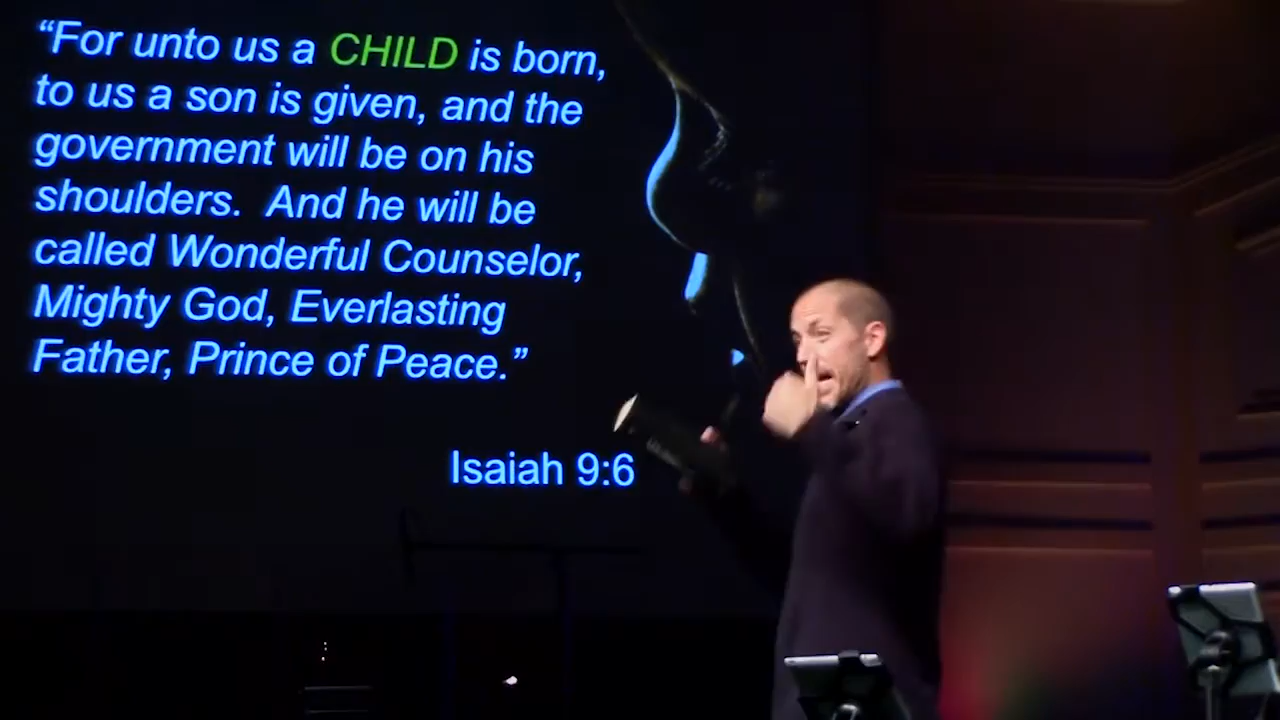 “For unto us a CHILD is born,
to us a son is given, and the
government will be on his
shoulders.  And he will be
called Wonderful Counselor,
Mighty God, Everlasting
Father, Prince of Peace.”
Isaiah 9:6